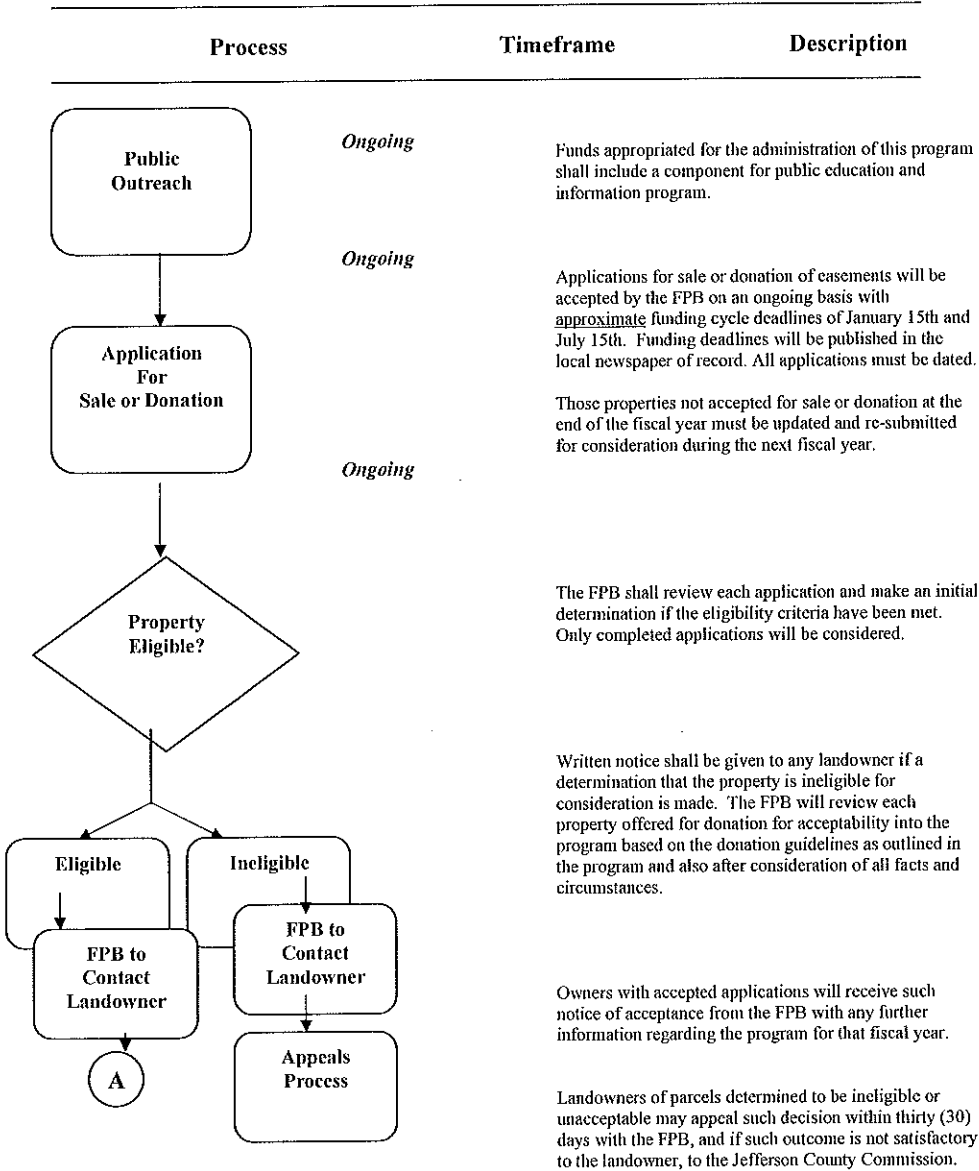 Process Timeframe Description
Public
Outreach
Ongoing
Funds appropriated for the administration of this program
shall include a component for public education and
information program.
Ongoing
Applications for sale or donation of easements will be
accepted by the FPB on an ongoing basis with
approximate funding cycle deadlines of January 15th and
July 15th. Funding deadlines will be published in the
local newspaper of record. All applications must be dated.
Application
For
Sale or Donation
Those properties not accepted for sale or donation at the
end of the fiscal year must be updated and re-submitted
for consideration during the next fiscal year.
Ongoing
Property
Eligible?
The FPB shall review each application and make an initial
determination if the eligibility criteria have been met.
Only completed applications will be considered.
Written notice shall be given to any landowner if a
determination that the property is ineligible for
consideration is made. The FPB will review each
property offered for donation for acceptability into the
program based on the donation guidelines as outlined in
the program and also after consideration of all facts and
circumstances.
Eligible
Ineligible
FPB to
Contact
Landowner
FPB to
Contact
Landowner
Owners with accepted applications will receive such
notice of acceptance from the FPB with any further
information regarding the program for that fiscal year.
A
Appeals
Process
Landowners of parcels determined to be ineligible or
unacceptable may appeal such decision within thirty (30)
days with the FPB, and if such outcome is not satisfactory
to the landowner, to the Jefferson County Commission.